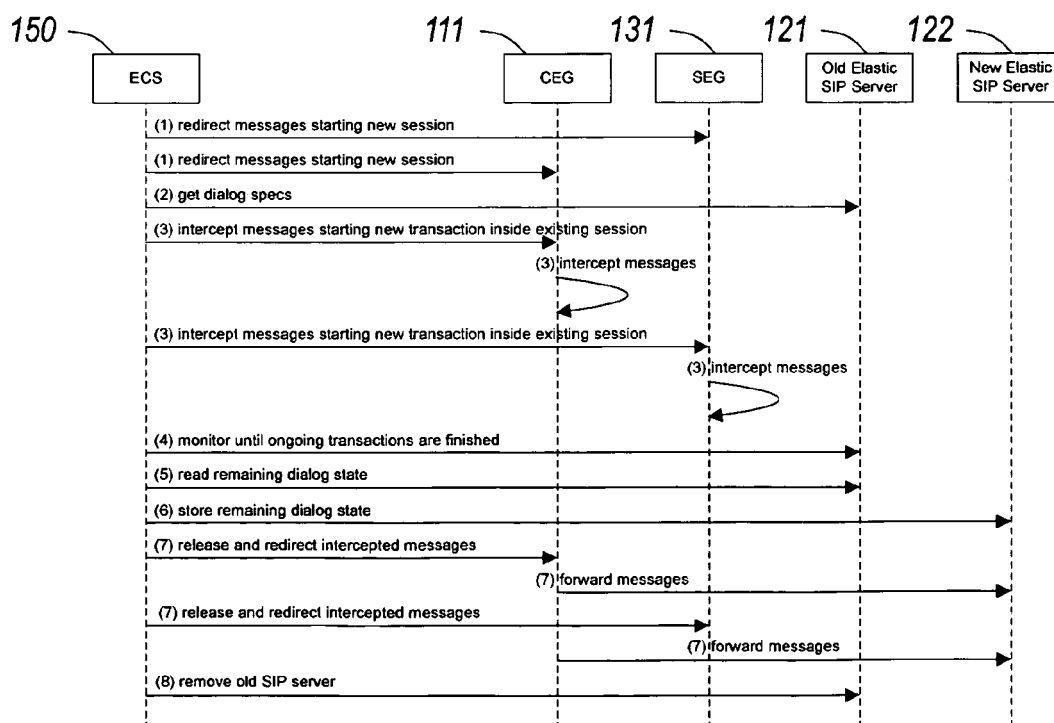 150 111 131 121 122
ECS CEG SEG Old Elastic SIP Server New Elastic SIP Server
(1) redirect messages starting new session
(1) redirect messages starting new session
(2) get dialog specs
(3) intercept messages starting new transaction inside existing session
(3) intercept messages
(3) intercept messages starting new transaction inside existing session
(3) intercept messages
(4) monitor until ongoing transactions are finished
(5) read remaining dialog state
(6) store remaining dialog state
(7) release and redirect intercepted messages
(7) forward messages
(7) release and redirect intercepted messages
(7) forward messages
(8) remove old SIP server